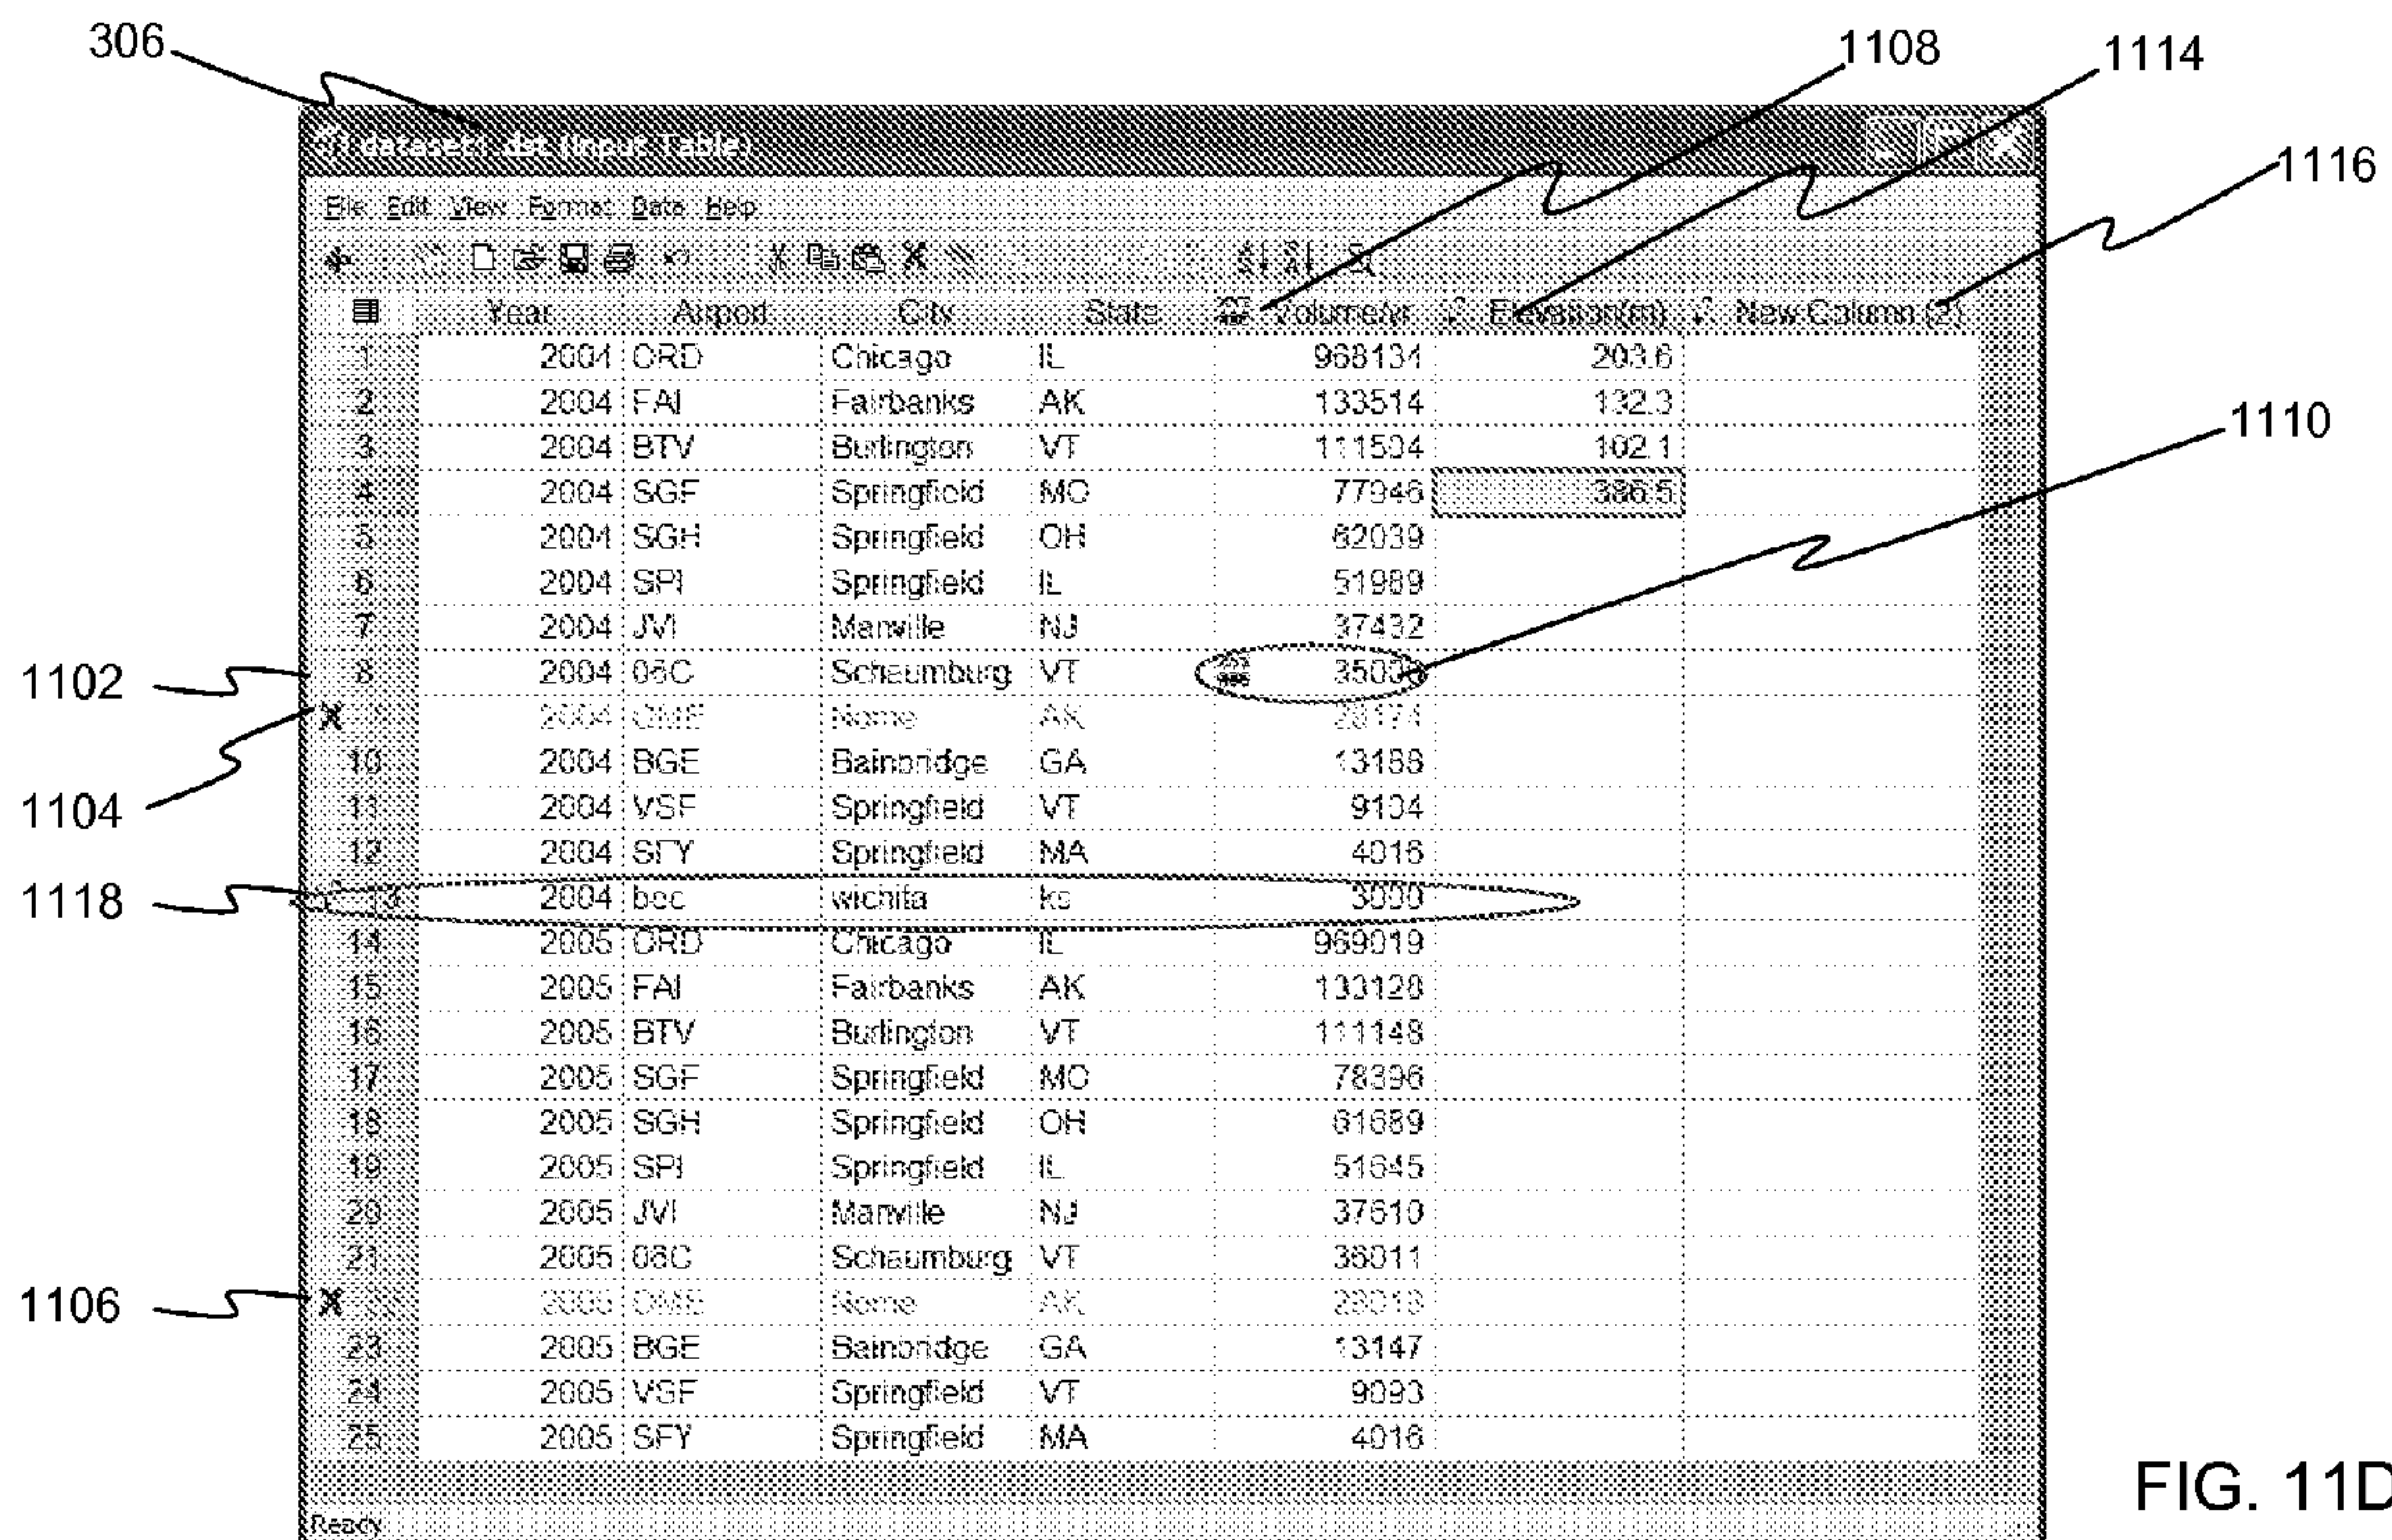 306
1108
1114
1116
dataset1.dst (Input Table)
File Edit View Format Data Help
Year Airport City State Volume/yr Elevation(m) New Column (2)
1 2004 ORD Chicago IL 968134 203.6
2 2004 FAI Fairbanks AK 133514 132.3
1110
3 2004 BTV Burlington VT 111504 102.1
4 2004 SGF Springfield MO 77946 386.5
5 2004 SGH Springfield OH 62039
6 2004 SPI Springfield IL 51989
7 2004 JVI Manville NJ 37432
1102
8 2004 06C Schaumburg VT
2004 OME Nome AK 28174
1104
10 2004 BGE Bainbridge GA 13188
11 2004 VSF Springfield VT 9134
12 2004 SFY Springfield MA 4016
1118
13 2004 bec wichita ks 3000
14 2005 ORD Chicago IL 969019
15 2005 FAI Fairbanks AK 133128
16 2005 BTV Burlington VT 111148
17 2005 SGF Springfield MO 78396
18 2005 SGH Springfield OH 61689
19 2005 SPI Springfield IL 51645
20 2005 JVI Manville NJ 37610
21 2005 06C Schaumburg VT 36011
1106
2005 OME Nome AK 28018
23 2005 BGE Bainbridge GA 13147
24 2005 VSF Springfield VT 9093
25 2005 SFY Springfield MA 4016
FIG. 11D
Ready